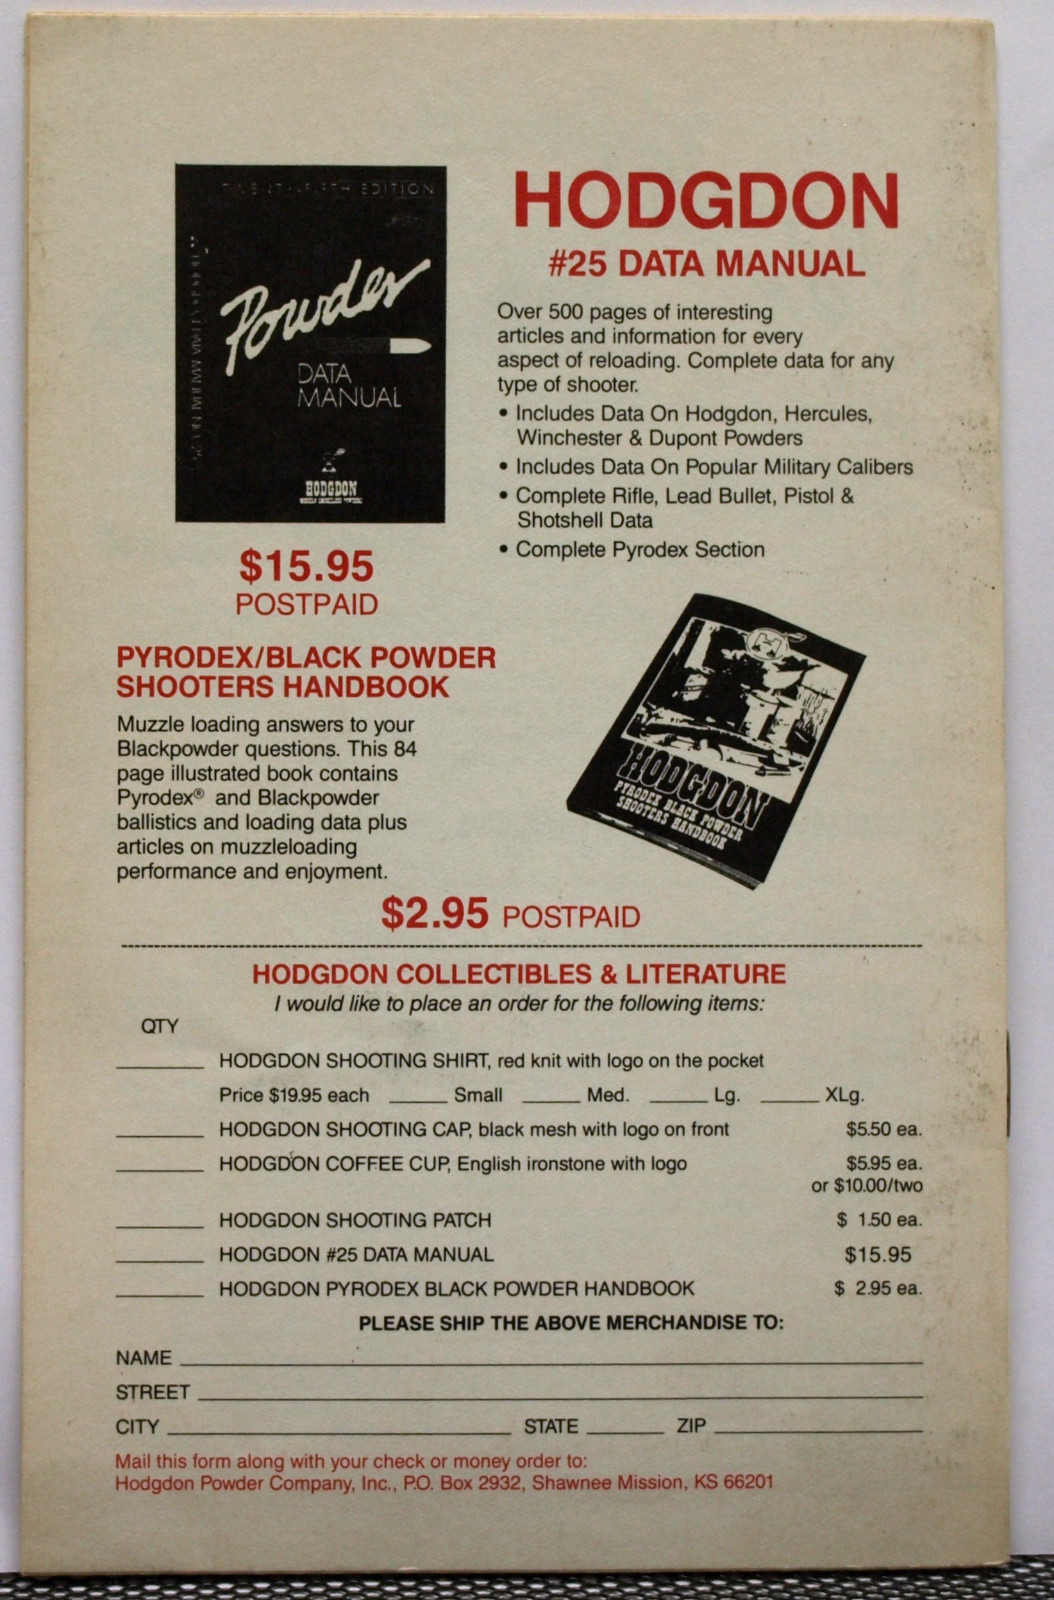 TWENTY-FIFTH EDITION
Powder
DATA
MANUAL
HODGDON
HODGDON
#25 DATA MANUAL
Over 500 pages of interesting
articles and information for every
aspect of reloading. Complete data for any
type of shooter.
• Includes Data On Hodgdon, Hercules,
Winchester & Dupont Powders
• Includes Data On Popular Military Calibers
• Complete Rifle, Lead Bullet, Pistol &
Shotshell Data
• Complete Pyrodex Section
$15.95
POSTPAID
PYRODEX/BLACK POWDER
SHOOTERS HANDBOOK
Muzzle loading answers to your
Blackpowder questions. This 84
page illustrated book contains
Pyrodex® and Blackpowder
ballistics and loading data plus
articles on muzzleloading
performance and enjoyment.
HODGDON
PYRODEX BLACK POWDER
SHOOTERS HANDBOOK
$2.95 POSTPAID
HODGDON COLLECTIBLES & LITERATURE
I would like to place an order for the following items:
QTY
HODGDON SHOOTING SHIRT, red knit with logo on the pocket
Price $19.95 each ______ Small ______ Med. ______ Lg. ______ XLg.
HODGDON SHOOTING CAP, black mesh with logo on front $5.50 ea.
HODGDON COFFEE CUP, English ironstone with logo $5.95 ea.
or $10.00/two
HODGDON SHOOTING PATCH $ 1.50 ea.
HODGDON #25 DATA MANUAL $15.95
HODGDON PYRODEX BLACK POWDER HANDBOOK $ 2.95 ea.
PLEASE SHIP THE ABOVE MERCHANDISE TO:
NAME
STREET
CITY ______ STATE ______ ZIP ______
Mail this form along with your check or money order to:
Hodgdon Powder Company, Inc., P.O. Box 2932, Shawnee Mission, KS 66201